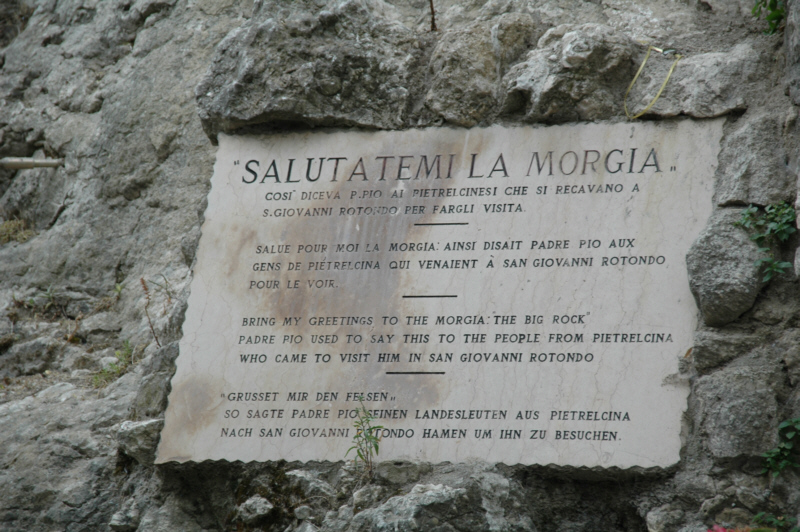 "SALUTATEMI LA MORGIA„
COSI' DICEVA P.PIO AI PIETRELCINESI CHE SI RECAVANO A
S.GIOVANNI ROTONDO PER FARGLI VISITA.
SALUE POUR MOI LA MORGIA: AINSI DISAIT PADRE PIO AUX
GENS DE PIÉTRELCINA QUI VENAIENT À SAN GIOVANNI ROTONDO
POUR LE VOIR.
BRING MY GREETINGS TO THE MORGIA: "THE BIG ROCK"
PADRE PIO USED TO SAY THIS TO THE PEOPLE FROM PIETRELCINA
WHO CAME TO VISIT HIM IN SAN GIOVANNI ROTONDO
"GRUSSET MIR DEN FELSEN„
SO SAGTE PADRE PIO SEINEN LANDESLEUTEN AUS PIETRELCINA
NACH SAN GIOVANNI ROTONDO HAMEN UM IHN ZU BESUCHEN.